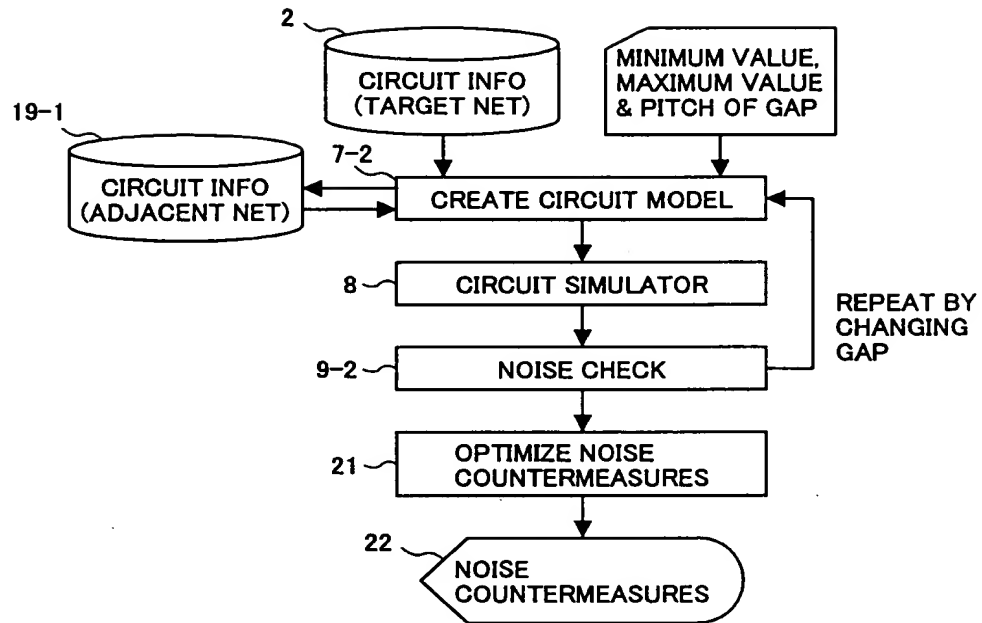 2
CIRCUIT INFO
(TARGET NET)
MINIMUM VALUE,
MAXIMUM VALUE
& PITCH OF GAP
19-1
CIRCUIT INFO
(ADJACENT NET)
7-2
CREATE CIRCUIT MODEL
8
CIRCUIT SIMULATOR
REPEAT BY
CHANGING
GAP
9-2
NOISE CHECK
21
OPTIMIZE NOISE
COUNTERMEASURES
22
NOISE
COUNTERMEASURES